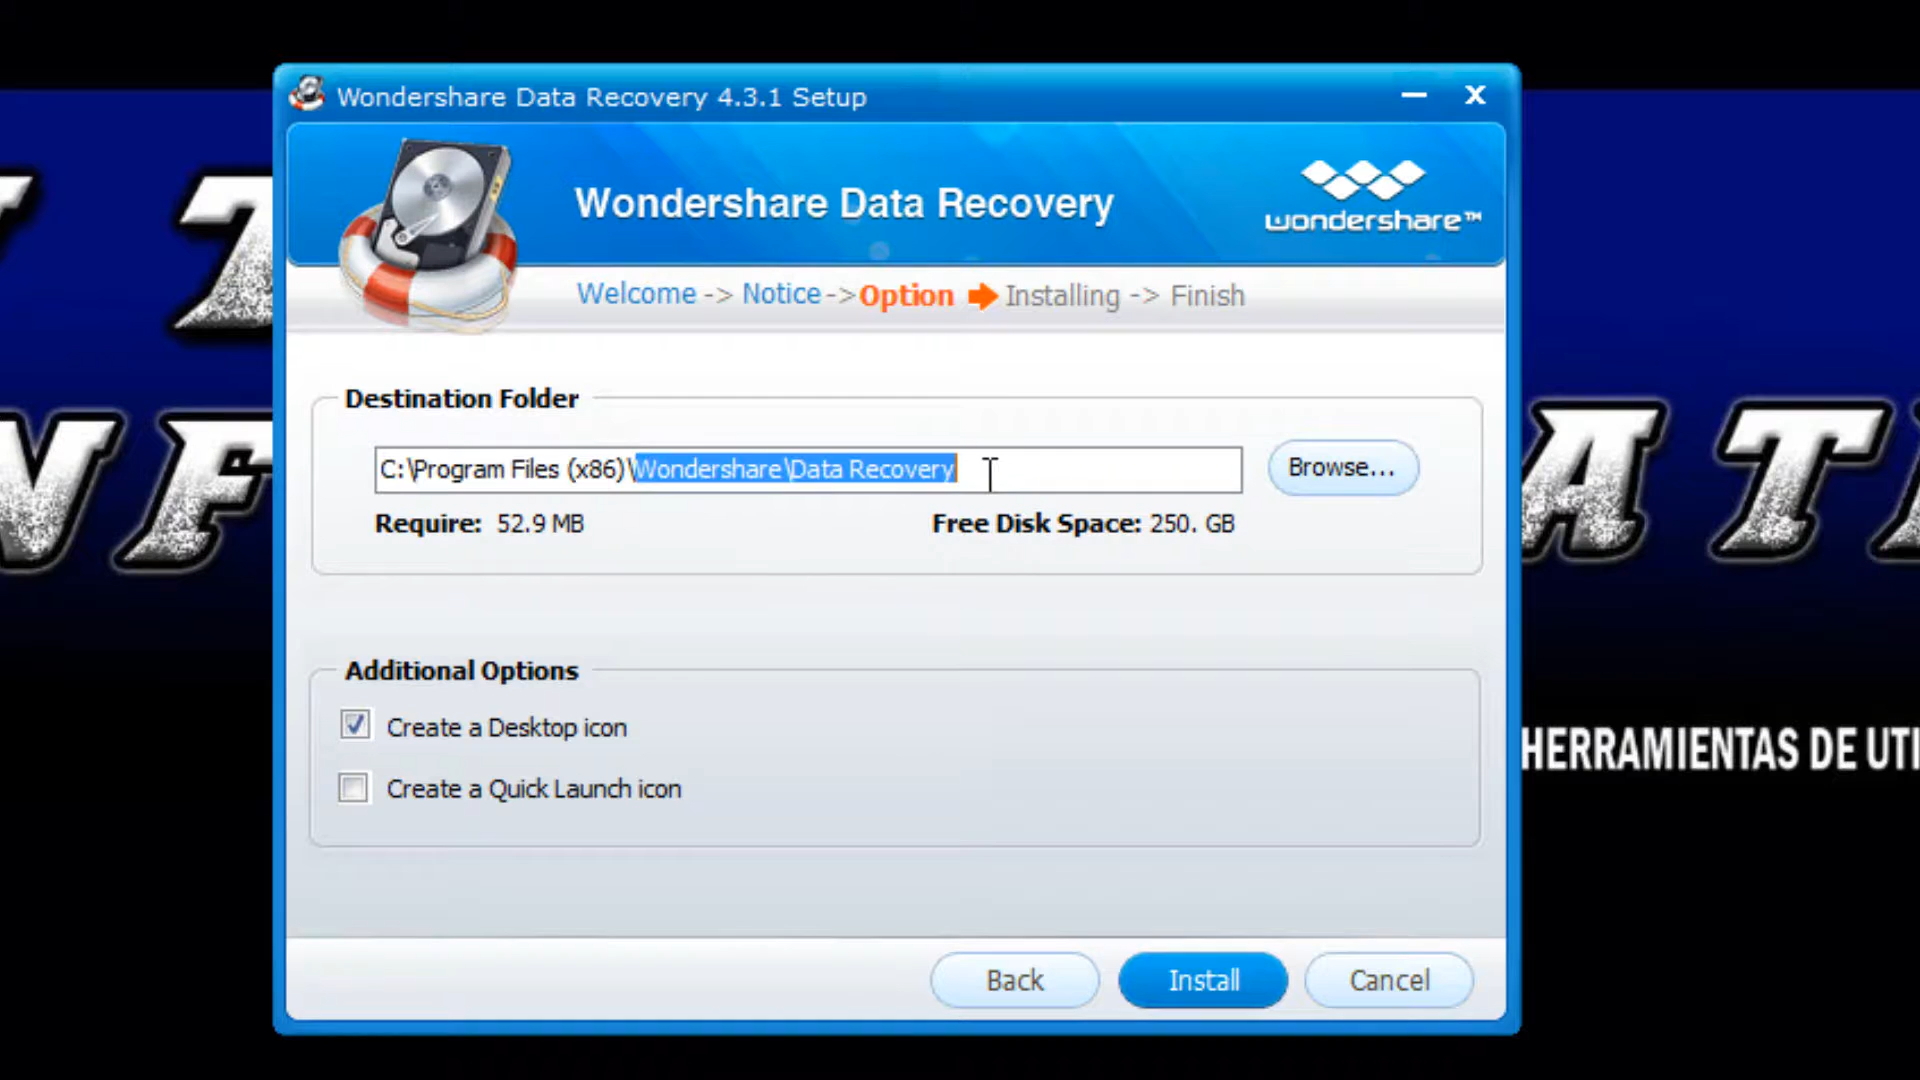 Wondershare Data Recovery 4.3.1 Setup
Wondershare Data Recovery
wondershare™
Welcome -> Notice -> Option Installing -> Finish
Destination Folder
C:\Program Files (x86)\Wondershare\Data Recovery
Browse...
Require: 52.9 MB
Free Disk Space: 250. GB
Additional Options
Create a Desktop icon
Create a Quick Launch icon
HERRAMIENTAS DE UTI
Back
Install
Cancel